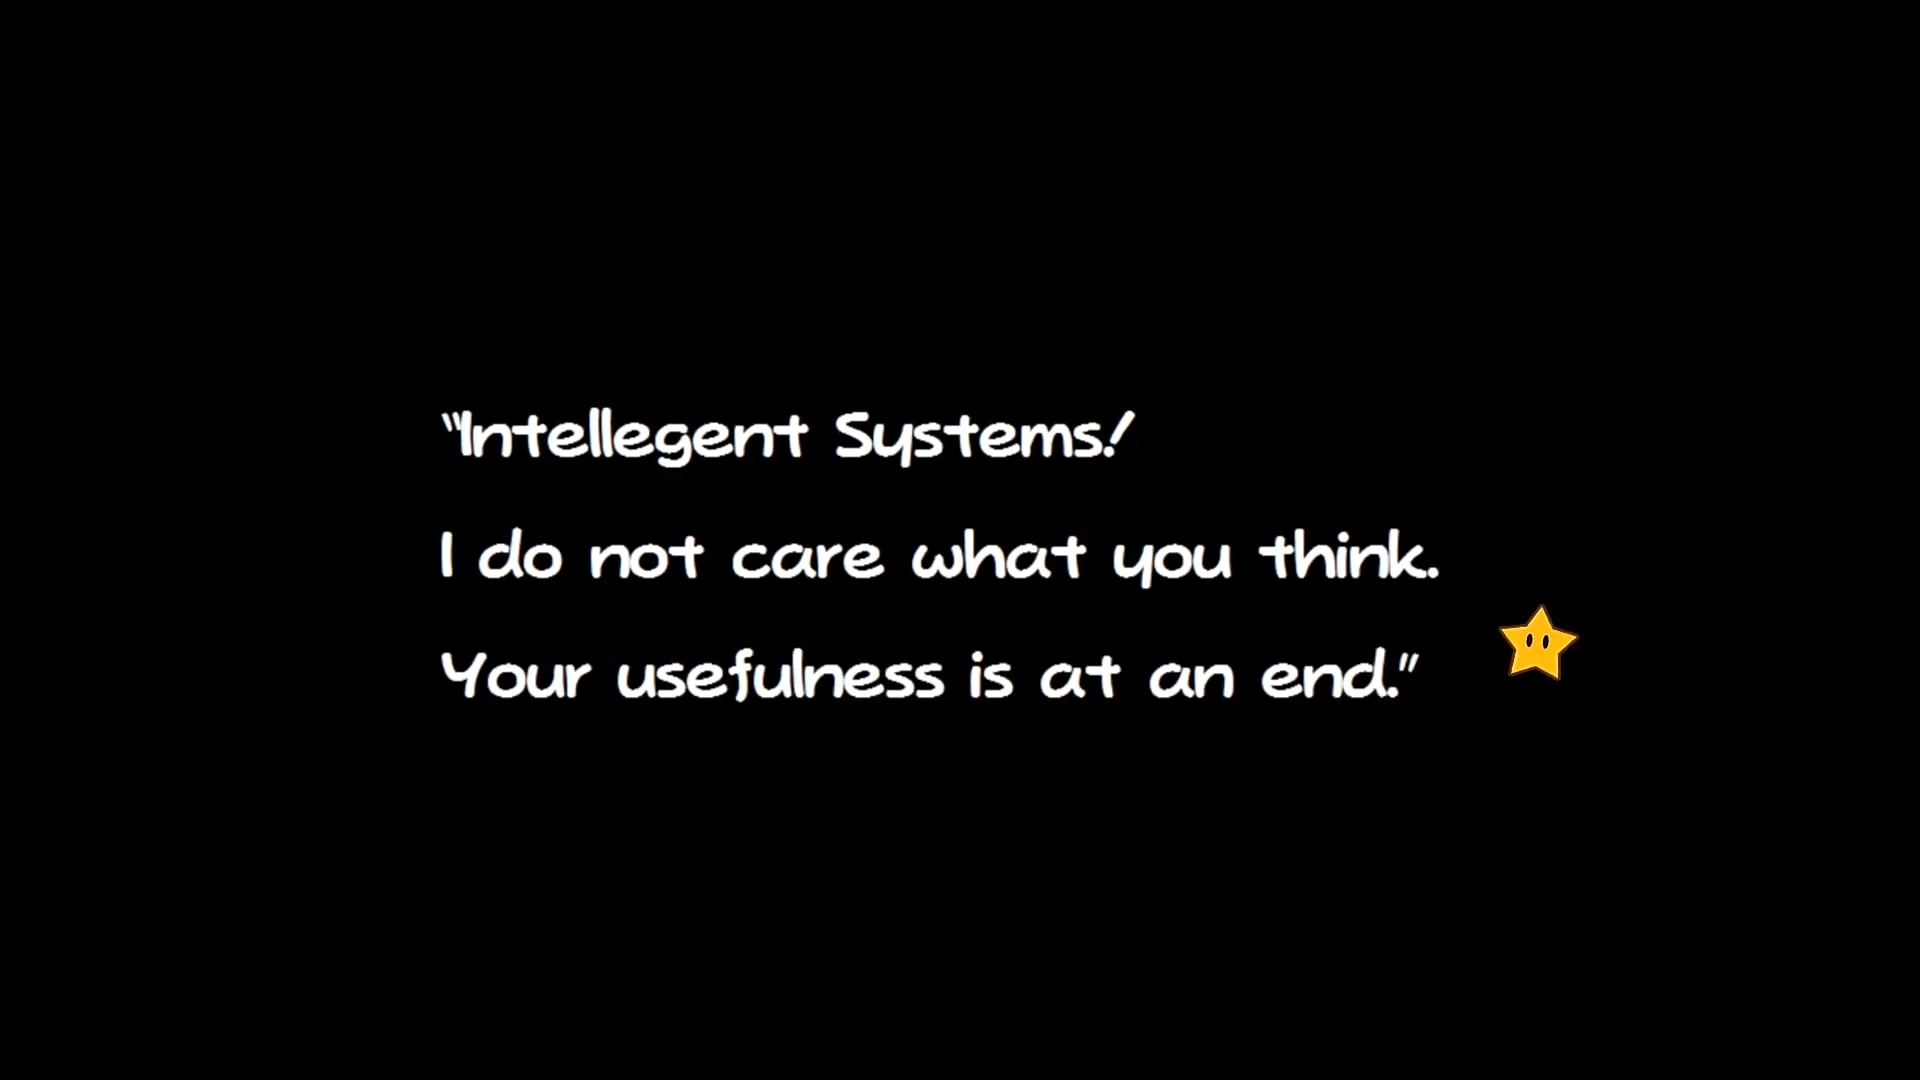 “Intellegent Systems!
I do not care what you think.
Your usefulness is at an end.”